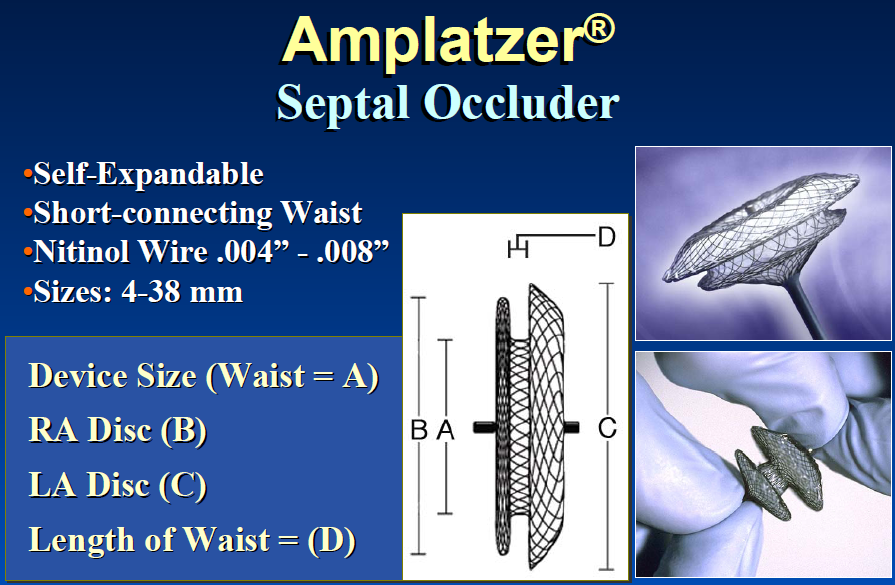 Amplatzer®
Septal Occluder
•Self-Expandable
•Short-connecting Waist
•Nitinol Wire .004” - .008”
•Sizes: 4-38 mm
Device Size (Waist = A)
RA Disc (B)
LA Disc (C)
Length of Waist = (D)
D
B A C